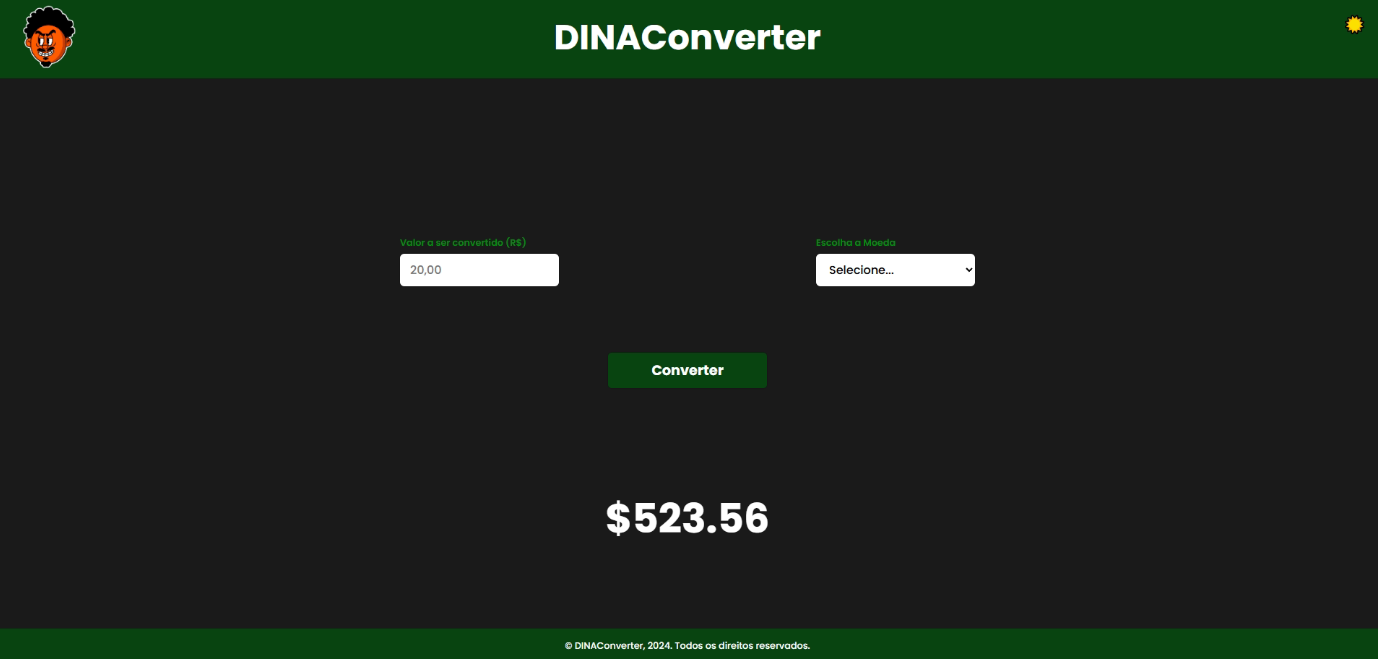 DINAConverter
Valor a ser convertido (R$)
Escolha a Moeda
20,00
Selecione...
Converter
$523.56
© DINAConverter, 2024. Todos os direitos reservados.